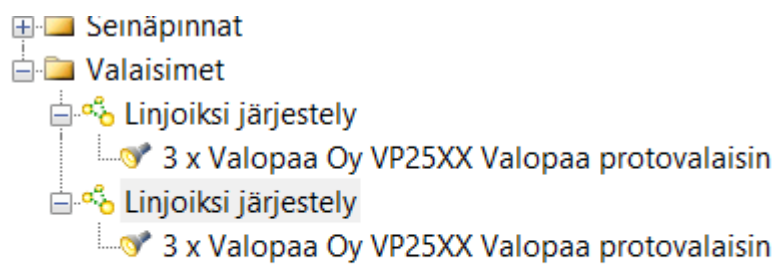 Seinäpinnat
Valaisimet
Linjoiksi järjestely
3 x Valopaa Oy VP25XX Valopaa protovalaisin
Linjoiksi järjestely
3 x Valopaa Oy VP25XX Valopaa protovalaisin